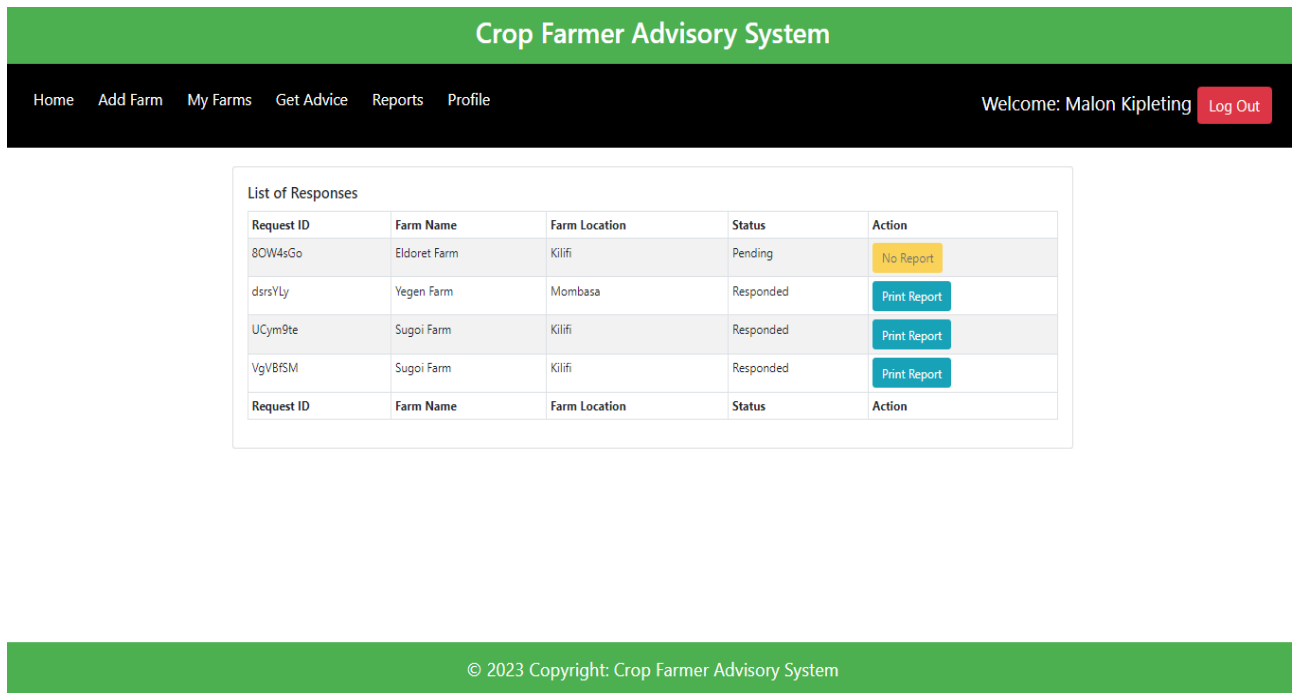 Crop Farmer Advisory System
Home Add Farm My Farms Get Advice Reports Profile Welcome: Malon Kipleting Log Out
List of Responses
Request ID Farm Name Farm Location Status Action
8OW4sGo Eldoret Farm Kilifi Pending No Report
dsrsYLy Yegen Farm Mombasa Responded Print Report
UCym9te Sugoi Farm Kilifi Responded Print Report
VgVBfSM Sugoi Farm Kilifi Responded Print Report
Request ID Farm Name Farm Location Status Action
© 2023 Copyright: Crop Farmer Advisory System